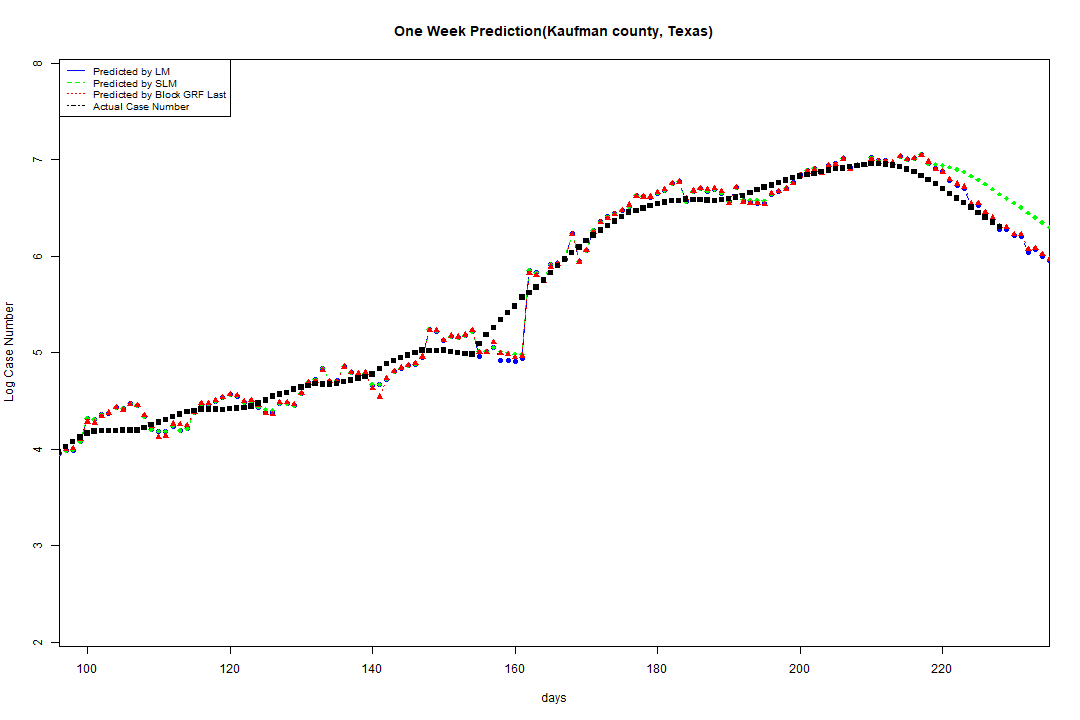 One Week Prediction(Kaufman county, Texas)
Predicted by LM
Predicted by SLM
Predicted by Block GRF Last
Actual Case Number
Log Case Number
8
7
6
5
4
3
2
100 120 140 160 180 200 220
days